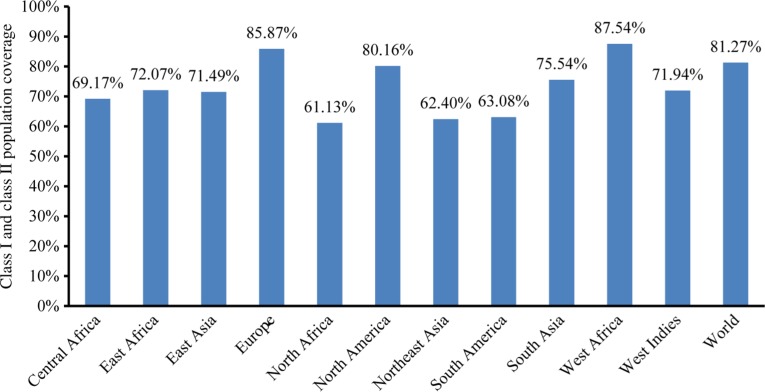 Class I and class II population coverage
100%
90%
80%
70%
60%
50%
40%
30%
20%
10%
0%
69.17%
72.07%
71.49%
85.87%
61.13%
80.16%
62.40%
63.08%
75.54%
87.54%
71.94%
81.27%
Central Africa
East Africa
East Asia
Europe
North Africa
North America
Northeast Asia
South America
South Asia
West Africa
West Indies
World